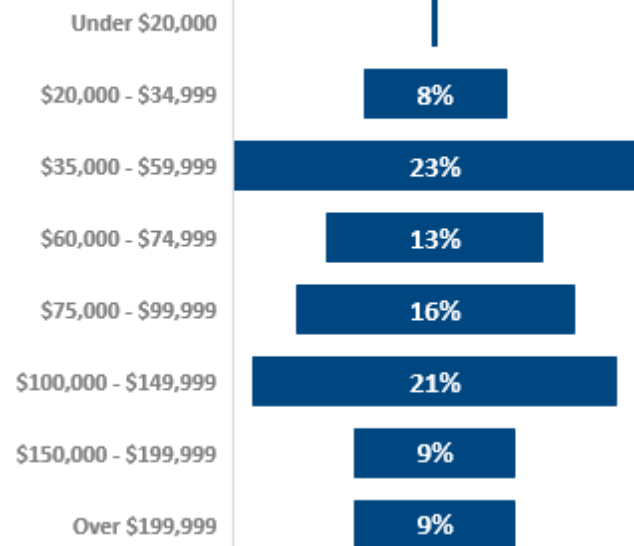 Under $20,000
$20,000 - $34,999 8%
$35,000 - $59,999 23%
$60,000 - $74,999 13%
$75,000 - $99,999 16%
$100,000 - $149,999 21%
$150,000 - $199,999 9%
Over $199,999 9%